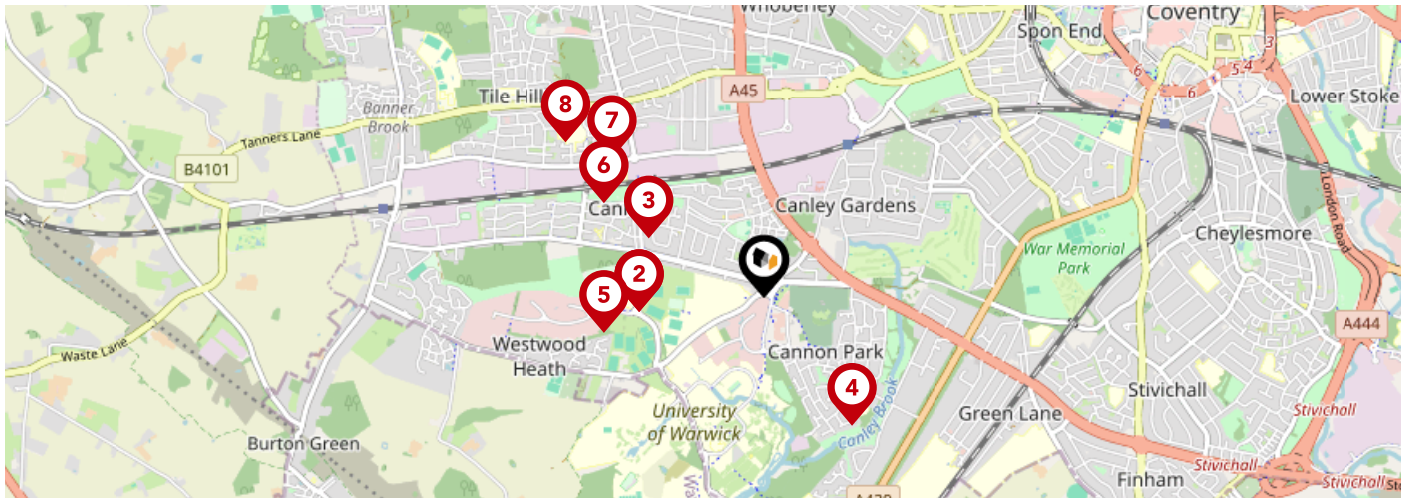 Whoberley
Coventry
Spon End
3
6
5
4
6
A45
Lower Stoke
Tile Hill
8
7
Banner
Brook
Tanners Lane
B4101
6
3
Canley Gardens
London Road
War Memorial
Park
Cheylesmore
2
5
A444
Waste Lane
Westwood
Heath
Cannon Park
4
Stivichall
University
of Warwick
Canley Brook
Green Lane
Stivichall
Burton Green
Stivichall
Finham
Stivichall